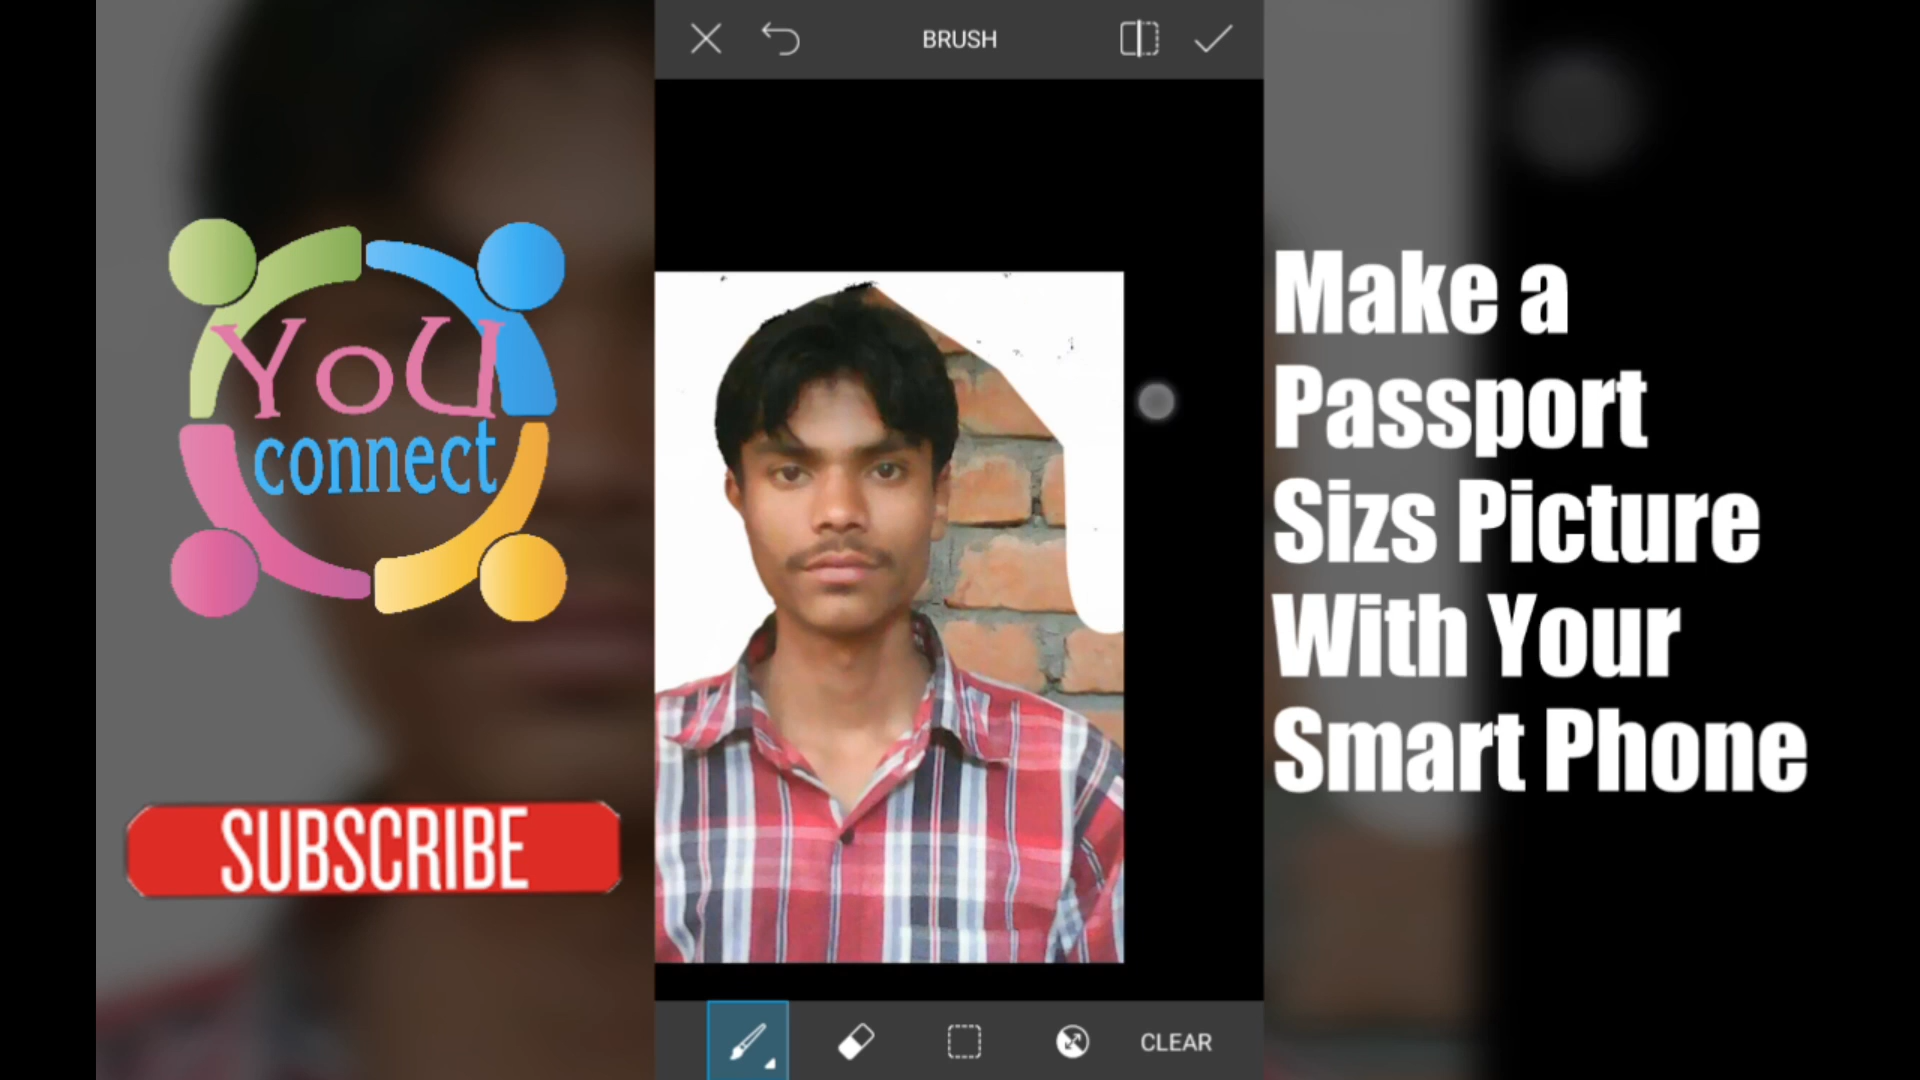 BRUSH
YoU
connect
SUBSCRIBE
Make a
Passport
Sizs Picture
With Your
Smart Phone
CLEAR